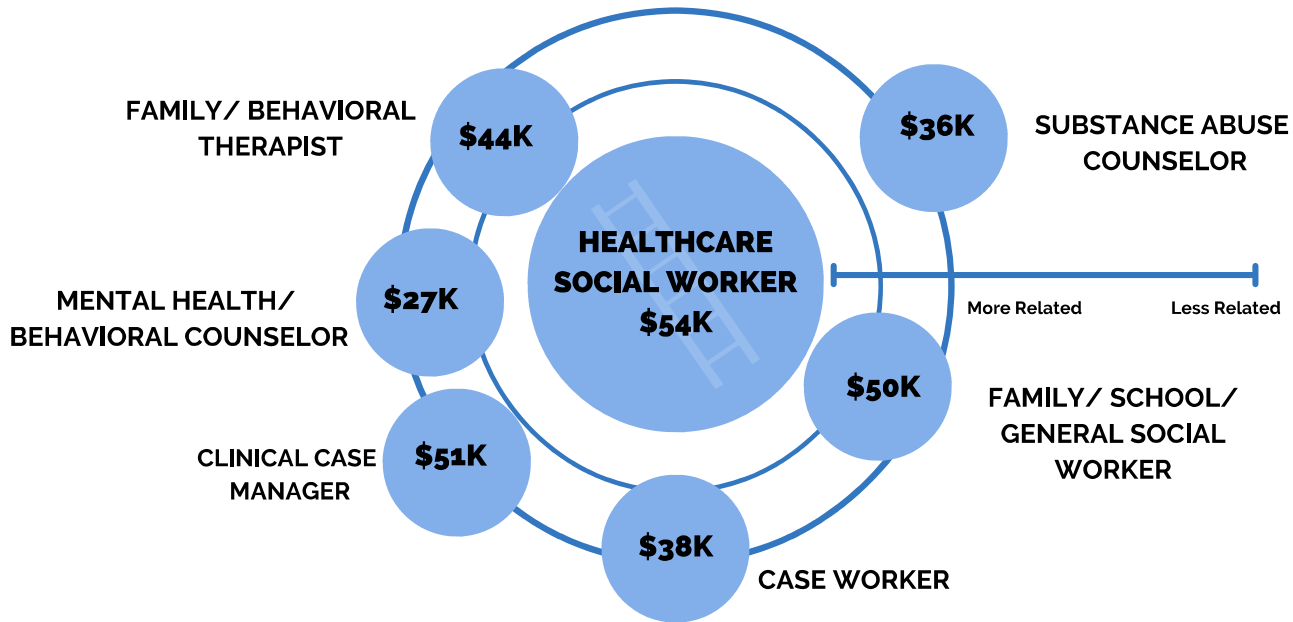 FAMILY/ BEHAVIORAL
THERAPIST
$44K
$36K
SUBSTANCE ABUSE
COUNSELOR
HEALTHCARE
SOCIAL WORKER
$54K
MENTAL HEALTH/
BEHAVIORAL COUNSELOR
$27K
More Related
Less Related
$50K
FAMILY/ SCHOOL/
GENERAL SOCIAL
WORKER
CLINICAL CASE
MANAGER
$51K
$38K
CASE WORKER